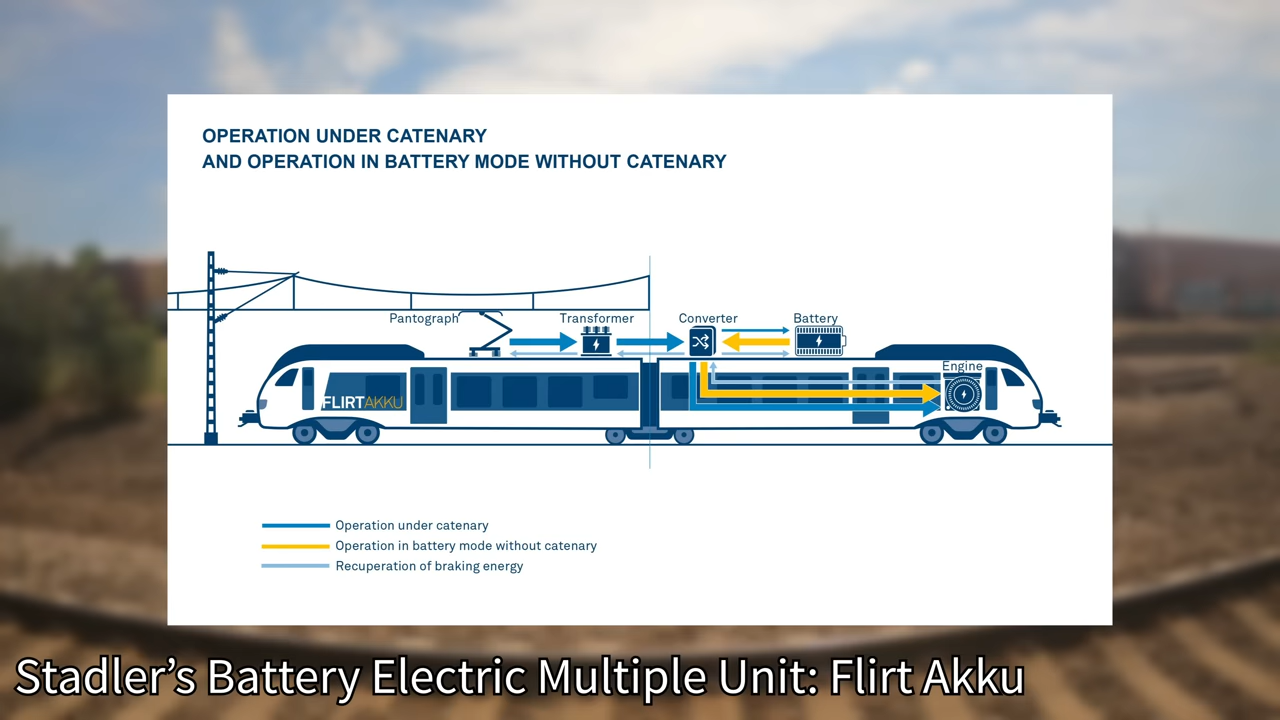 OPERATION UNDER CATENARY
AND OPERATION IN BATTERY MODE WITHOUT CATENARY
Pantograph
Transformer
Converter
Battery
Engine
FLIRTAKKU
Operation under catenary
Operation in battery mode without catenary
Recuperation of braking energy
Stadler’s Battery Electric Multiple Unit: Flirt Akku